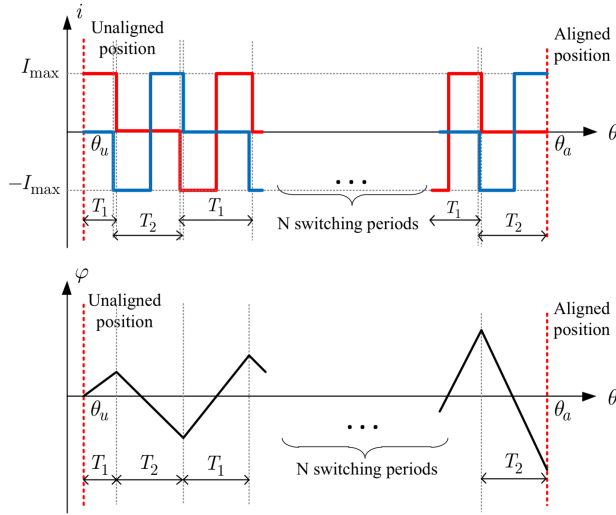 i
Unaligned
position
Aligned
position
I_max
θ
θ_u
θ_a
−I_max
T_1
T_2
T_1
. . .
N switching periods
T_1
T_2
φ
Unaligned
position
Aligned
position
θ
θ_u
θ_a
. . .
N switching periods
T_1
T_2
T_1
T_2